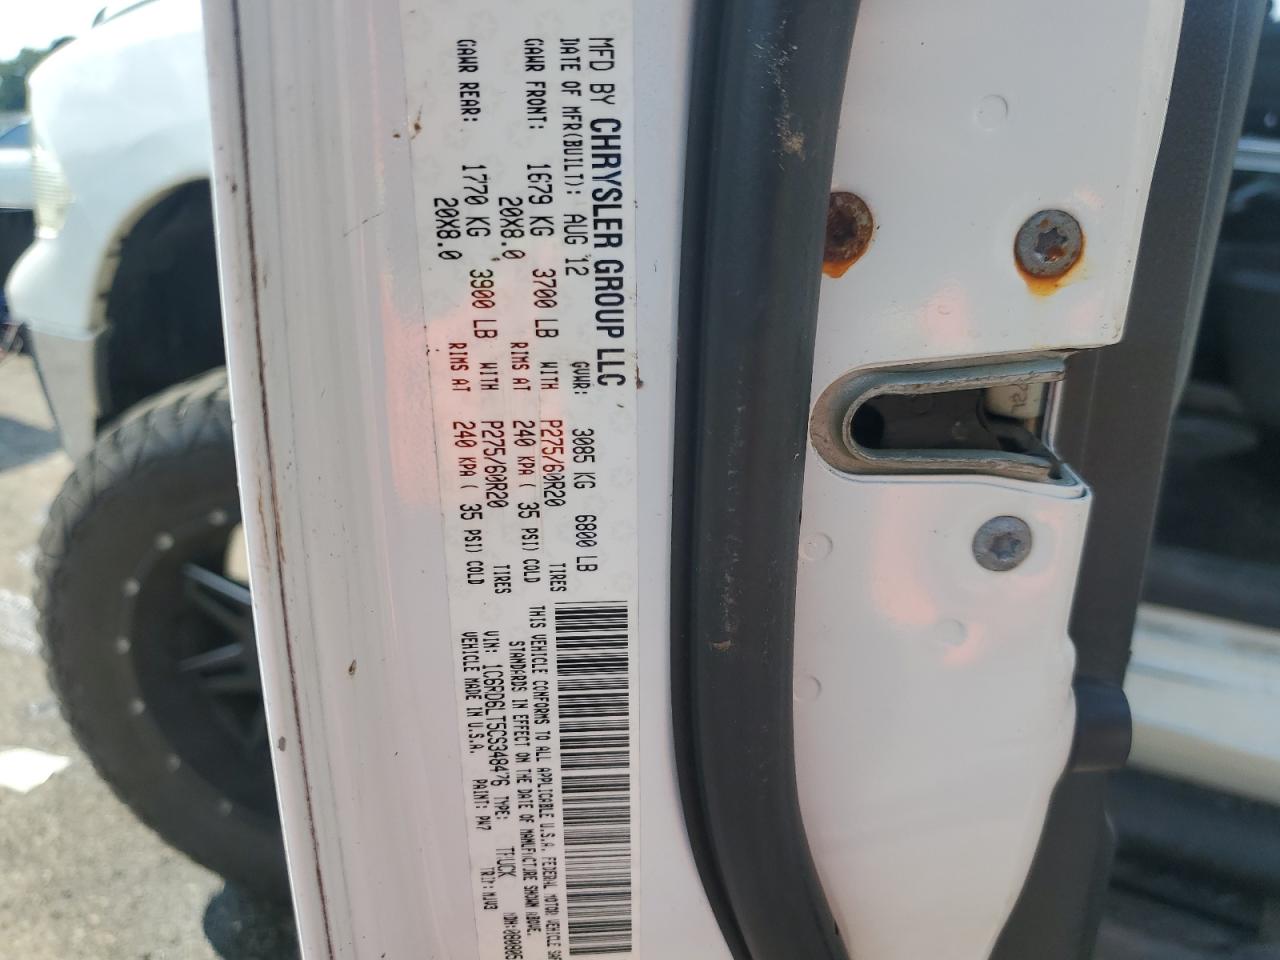 MFD BY CHRYSLER GROUP LLC
DATE OF MFR(BUILT): AUG '12 GVWR: 3085 KG 6800 LB
GAWR FRONT: 1679 KG 3700 LB WITH P275/60R20 TIRES
20X8.0 RIMS AT 240 KPA ( 35 PSI) COLD
GAWR REAR: 1770 KG 3900 LB WITH P275/60R20 TIRES
20X8.0 RIMS AT 240 KPA ( 35 PSI) COLD
THIS VEHICLE CONFORMS TO ALL APPLICABLE U.S.A. FEDERAL MOTOR VEHICLE
STANDARDS IN EFFECT ON THE DATE OF MANUFACTURE SHOWN ABOVE.
VIN: 1C6RD6LT5CS348476 TYPE: TRUCK
VEHICLE MADE IN U.S.A. PAINT: PW7